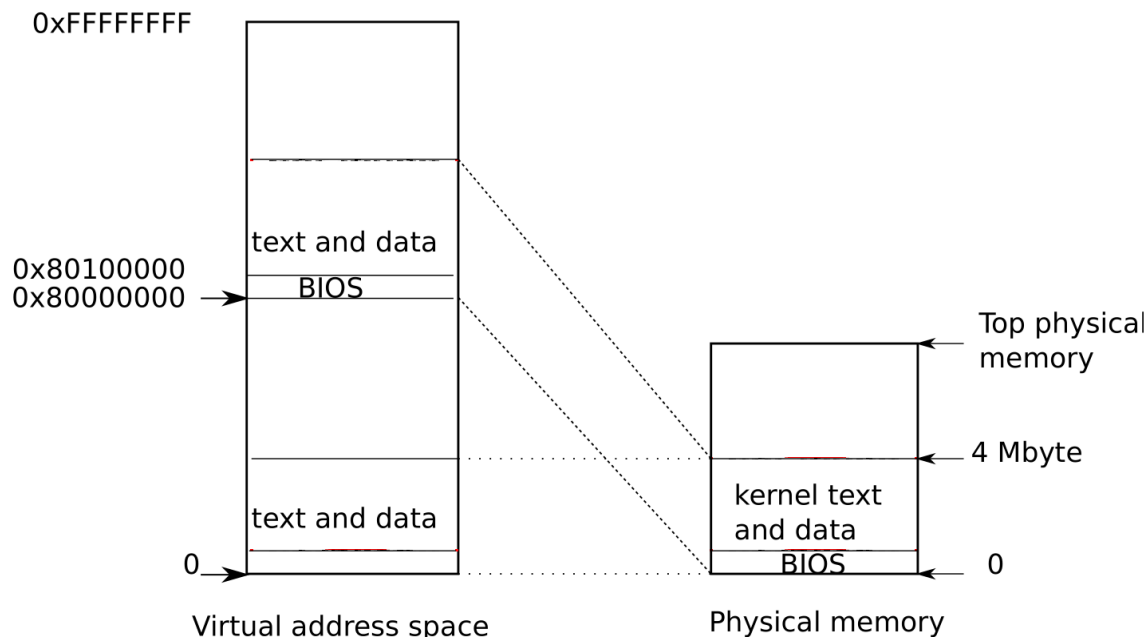 0xFFFFFFFF
text and data
0x80100000
BIOS
0x80000000
Top physical
memory
4 Mbyte
kernel text
and data
text and data
BIOS
0
0
Virtual address space
Physical memory